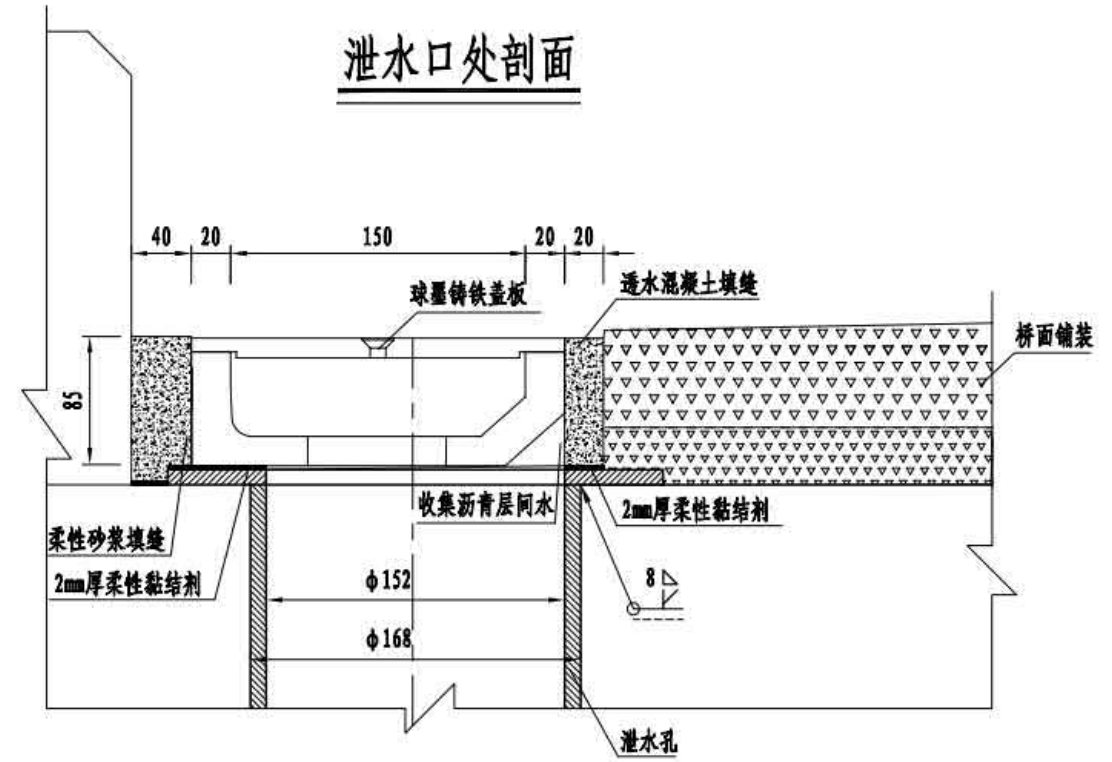 泄水口处剖面
40 20 150 20 20
球墨铸铁盖板
透水混凝土填缝
桥面铺装
85
收集沥青层间水
2mm厚柔性黏结剂
柔性砂浆填缝
2mm厚柔性黏结剂
ϕ152
8
ϕ168
泄水孔